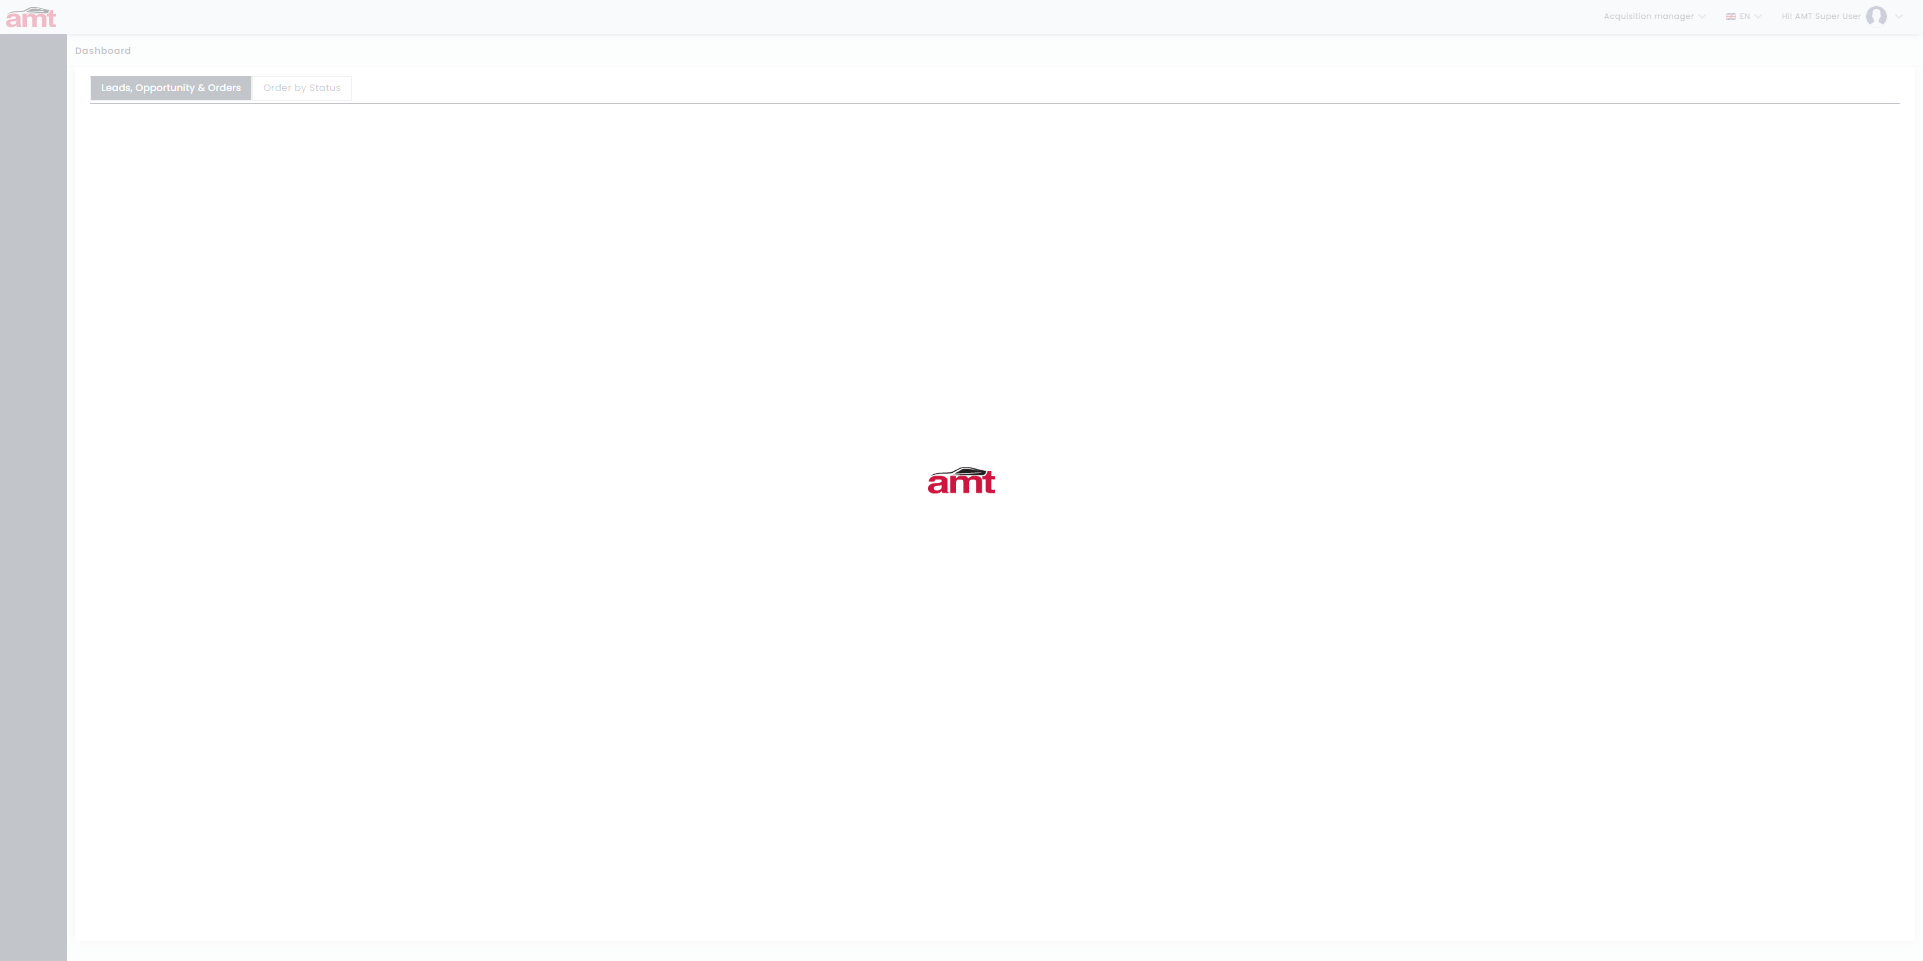 amt
Acquisition manager
EN
Hi! AMT Super User
Dashboard
Leads, Opportunity & Orders
Order by Status
amt